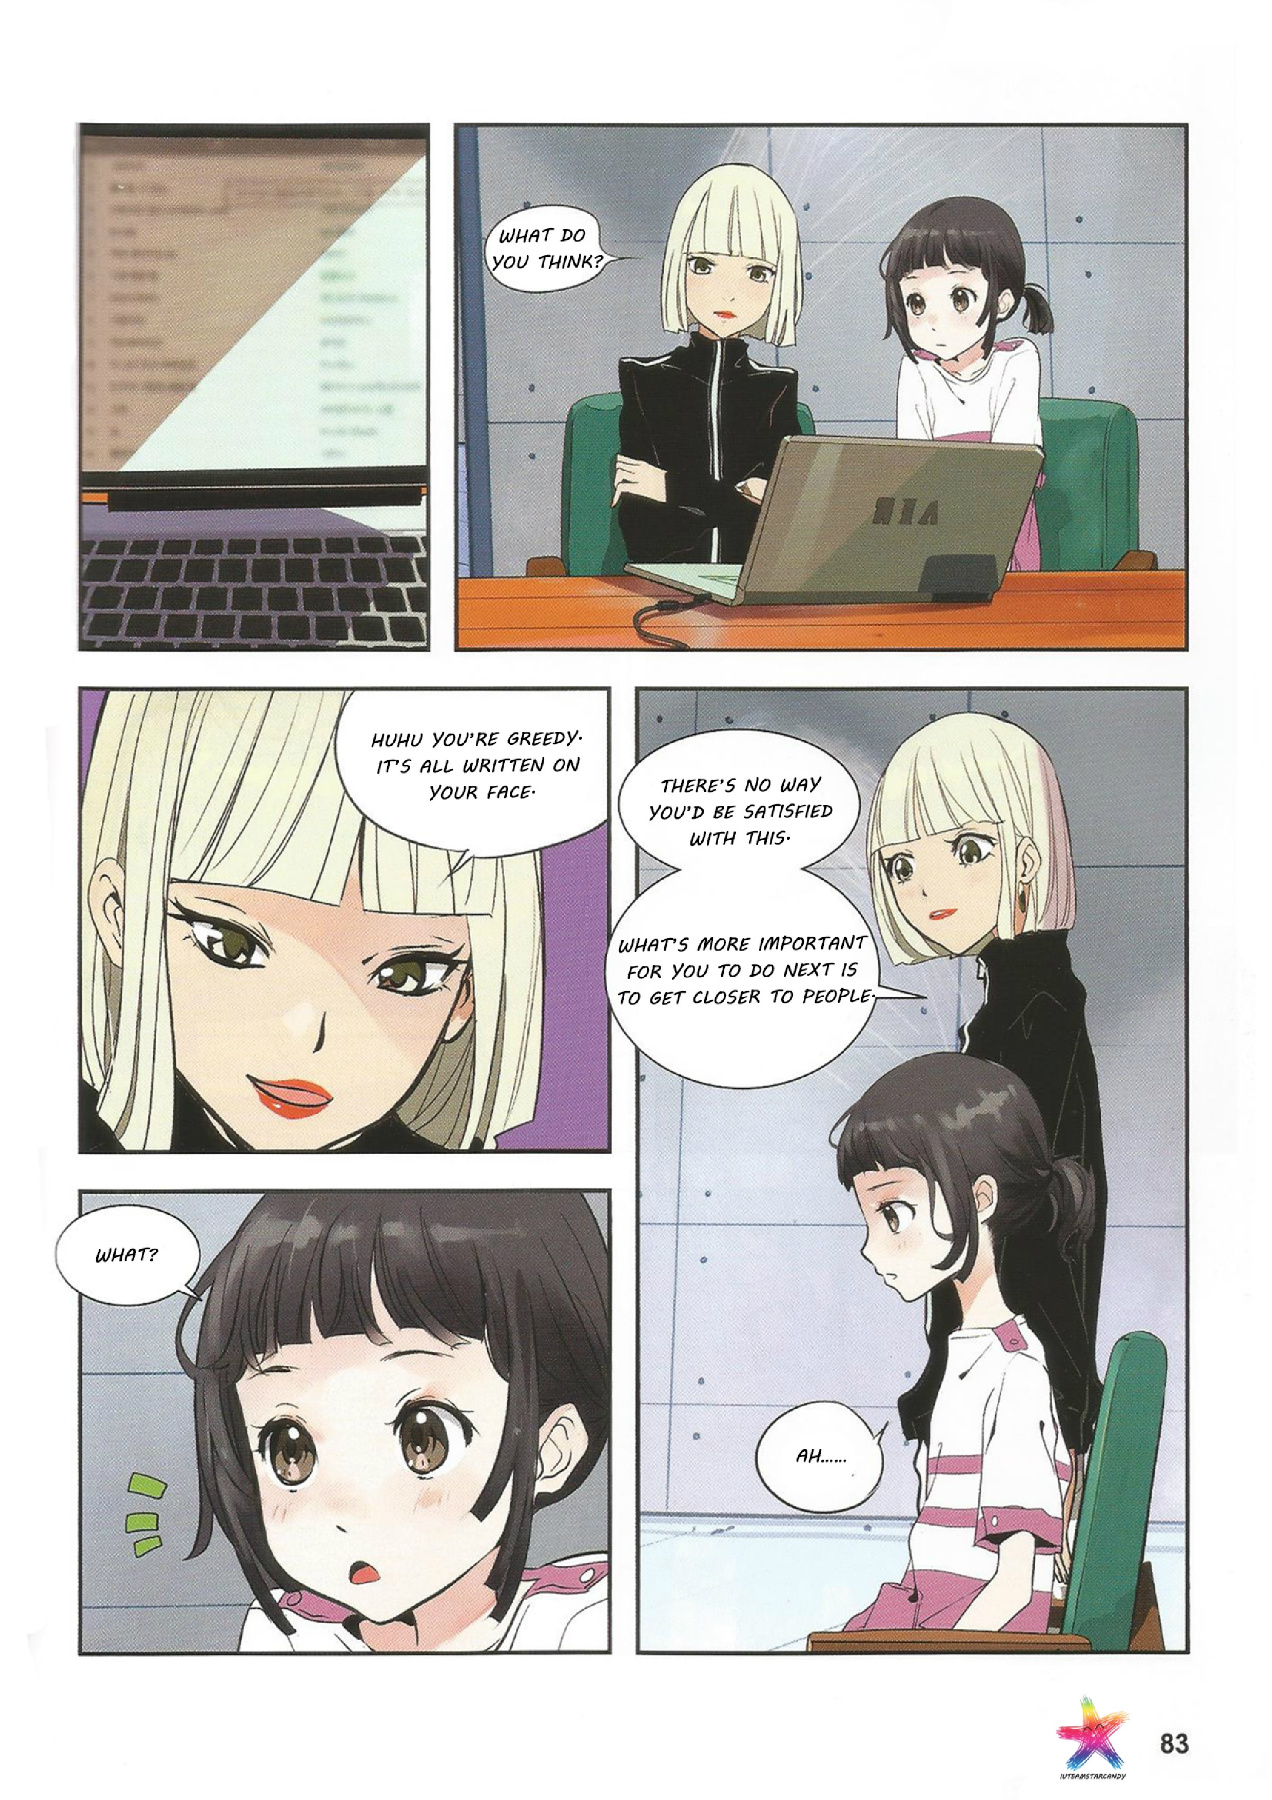 WHAT DO
YOU THINK?
HUHU YOU'RE GREEDY.
IT'S ALL WRITTEN ON
YOUR FACE.
THERE'S NO WAY
YOU'D BE SATISFIED
WITH THIS.
WHAT'S MORE IMPORTANT
FOR YOU TO DO NEXT IS
TO GET CLOSER TO PEOPLE.
WHAT?
AH......
IUTEAMSTARCANDY
83